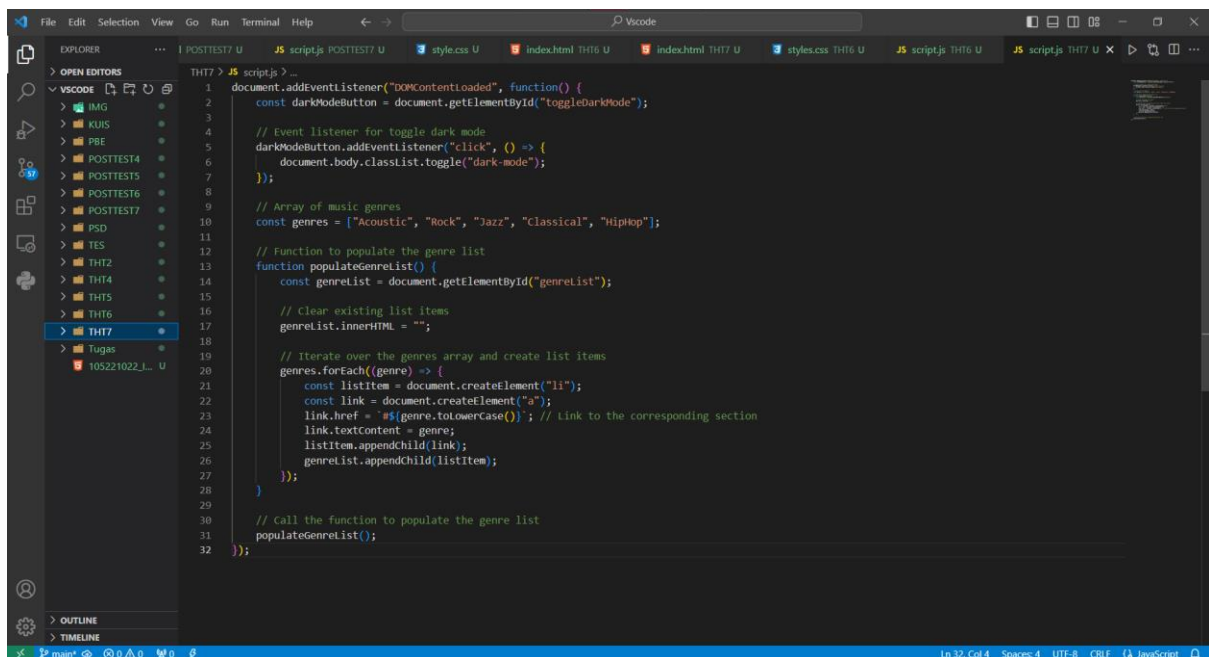 File Edit Selection View Go Run Terminal Help
Vscode
EXPLORER
POSTTEST7 U
JS script.js POSTTEST7 U
style.css U
index.html THT6 U
index.html THT7 U
styles.css THT6 U
JS script.js THT6 U
JS script.js THT7 U
OPEN EDITORS
VSCODE
IMG
KUIS
PBE
POSTTEST4
POSTTEST5
POSTTEST6
POSTTEST7
PSD
TES
THT2
THT4
THT5
THT6
THT7
Tugas
105221022_I... U
57
OUTLINE
TIMELINE
THT7 > JS script.js > ...
1 document.addEventListener("DOMContentLoaded", function() {
2 const darkModeButton = document.getElementById("toggleDarkMode");
3
4 // Event listener for toggle dark mode
5 darkModeButton.addEventListener("click", () => {
6 document.body.classList.toggle("dark-mode");
7 });
8
9 // Array of music genres
10 const genres = ["Acoustic", "Rock", "Jazz", "Classical", "HipHop"];
11
12 // Function to populate the genre list
13 function populateGenreList() {
14 const genreList = document.getElementById("genreList");
15
16 // Clear existing list items
17 genreList.innerHTML = "";
18
19 // Iterate over the genres array and create list items
20 genres.forEach((genre) => {
21 const listItem = document.createElement("li");
22 const link = document.createElement("a");
23 link.href = `#${genre.toLowerCase()}`; // Link to the corresponding section
24 link.textContent = genre;
25 listItem.appendChild(link);
26 genreList.appendChild(listItem);
27 });
28 }
29
30 // Call the function to populate the genre list
31 populateGenreList();
32 });
main* 0 0 0 Ln 32, Col 4 Spaces: 4 UTF-8 CRLF JavaScript